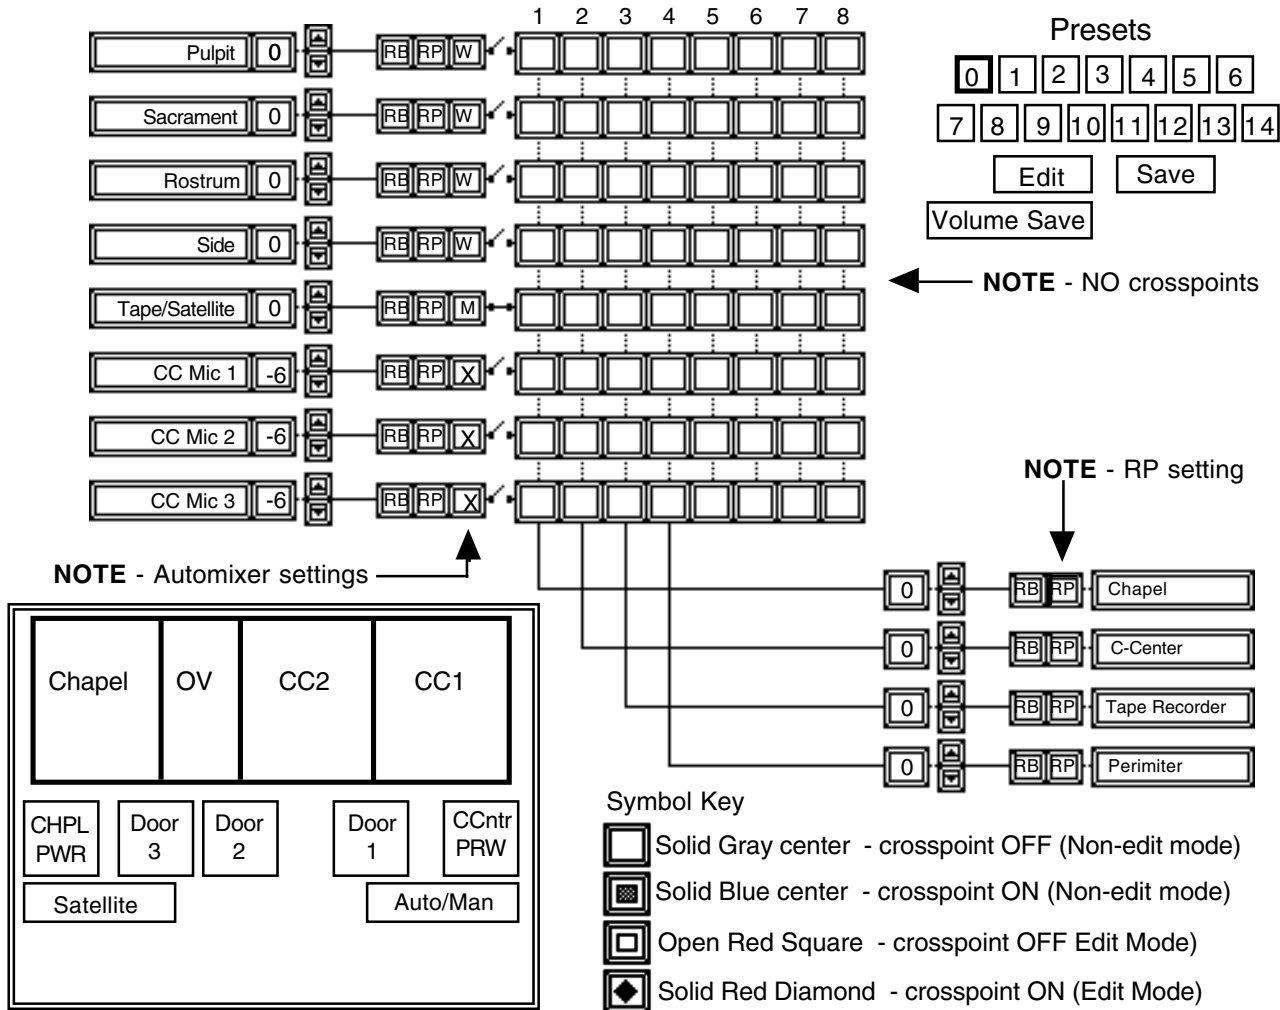 1 2 3 4 5 6 7 8
Presets
Pulpit 0 RB RP W
0 1 2 3 4 5 6
Sacrament 0 RB RP W
7 8 9 10 11 12 13 14
Rostrum 0 RB RP W
Edit Save
Volume Save
Side 0 RB RP W
NOTE - NO crosspoints
Tape/Satellite 0 RB RP M
CC Mic 1 -6 RB RP X
CC Mic 2 -6 RB RP X
NOTE - RP setting
CC Mic 3 -6 RB RP X
NOTE - Automixer settings
0 RB RP Chapel
0 RB RP C-Center
0 RB RP Tape Recorder
0 RB RP Perimiter
Chapel OV CC2 CC1
CHPL PWR
Door 3
Door 2
Door 1
CCntr PRW
Satellite Auto/Man
Symbol Key
Solid Gray center - crosspoint OFF (Non-edit mode)
Solid Blue center - crosspoint ON (Non-edit mode)
Open Red Square - crosspoint OFF Edit Mode)
Solid Red Diamond - crosspoint ON (Edit Mode)